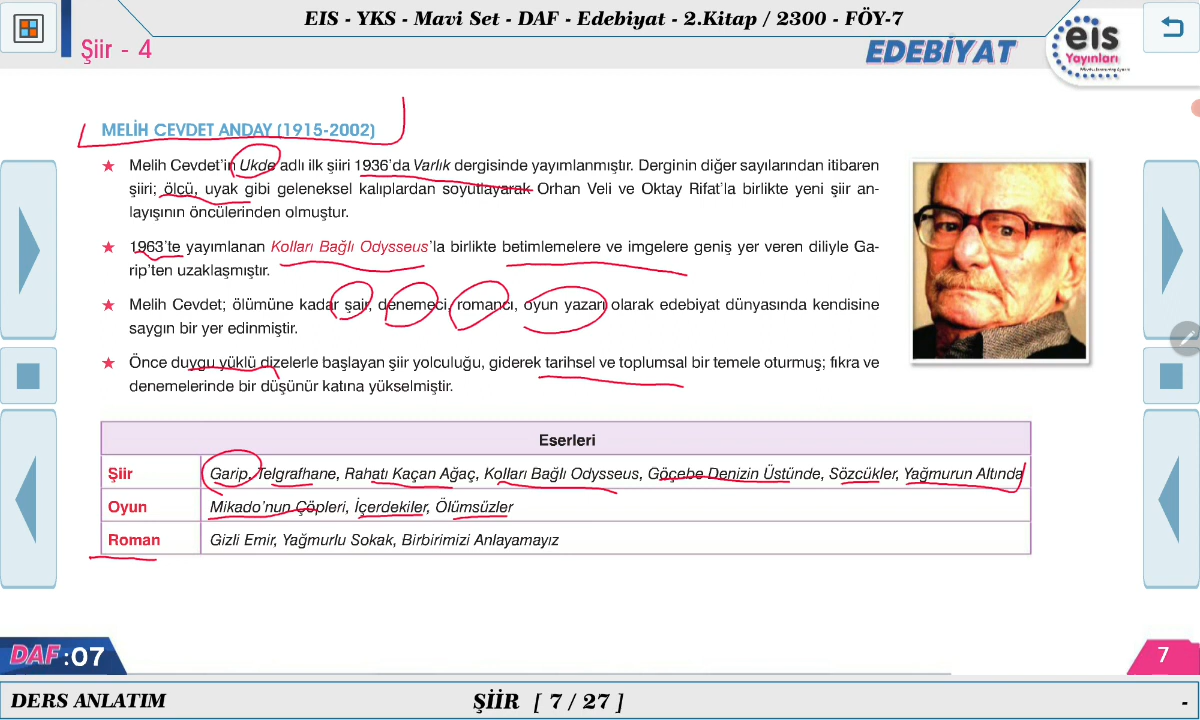 EIS - YKS - Mavi Set - DAF - Edebiyat - 2.Kitap / 2300 - FÖY-7
Şiir - 4
EDEBİYAT
eis
Yayınları
MELİH CEVDET ANDAY (1915-2002)
★ Melih Cevdet'in Ukde adlı ilk şiiri 1936'da Varlık dergisinde yayımlanmıştır. Derginin diğer sayılarından itibaren
şiiri; ölçü, uyak gibi geleneksel kalıplardan soyutlayarak Orhan Veli ve Oktay Rifat'la birlikte yeni şiir an-
layışının öncülerinden olmuştur.
★ 1963'te yayımlanan Kolları Bağlı Odysseus'la birlikte betimlemelere ve imgelere geniş yer veren diliyle Ga-
rip'ten uzaklaşmıştır.
★ Melih Cevdet; ölümüne kadar şair, denemeci, romancı, oyun yazarı olarak edebiyat dünyasında kendisine
saygın bir yer edinmiştir.
★ Önce duygu yüklü dizelerle başlayan şiir yolculuğu, giderek tarihsel ve toplumsal bir temele oturmuş; fıkra ve
denemelerinde bir düşünür katına yükselmiştir.
Eserleri
Şiir Garip, Telgrafhane, Rahatı Kaçan Ağaç, Kolları Bağlı Odysseus, Göçebe Denizin Üstünde, Sözcükler, Yağmurun Altında
Oyun Mikado'nun Çöpleri, İçerdekiler, Ölümsüzler
Roman Gizli Emir, Yağmurlu Sokak, Birbirimizi Anlayamayız
DAF :07
7
DERS ANLATIM
ŞİİR [ 7 / 27 ]
-